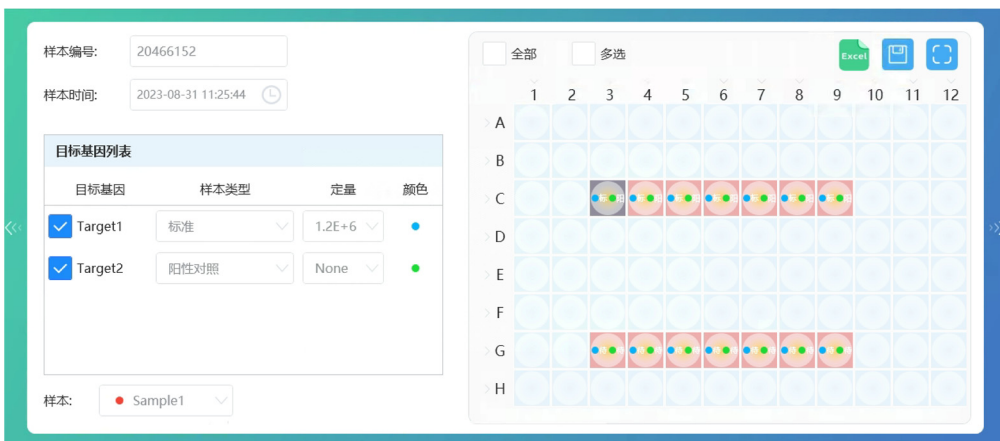 样本编号: 20466152
样本时间: 2023-08-31 11:25:44
目标基因列表
目标基因 样本类型 定量 颜色
Target1 标准 1.2E+6
Target2 阳性对照 None
样本: Sample1
全部 多选 Excel
1 2 3 4 5 6 7 8 9 10 11 12
A
B
C
D
E
F
G
H